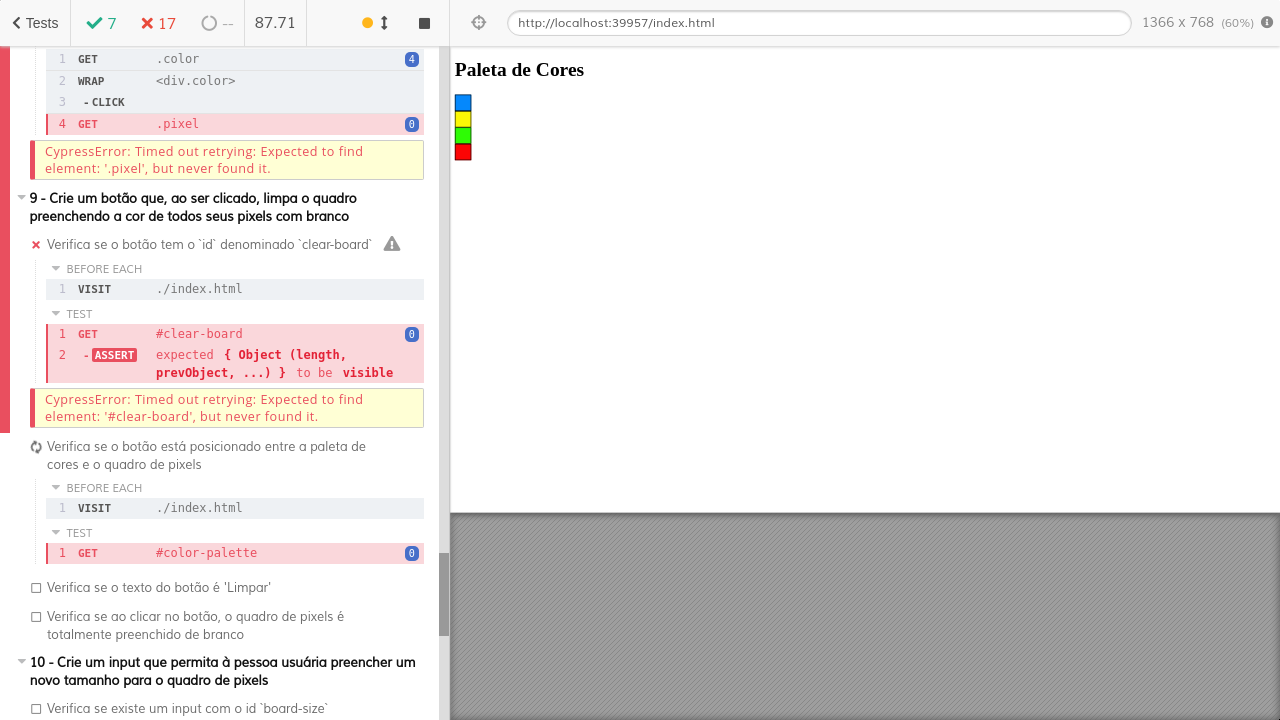 Tests
7
17
--
87.71
http://localhost:39957/index.html
1366 x 768 (60%)
1 GET .color 4
2 WRAP <div.color>
3 - CLICK
4 GET .pixel 0
CypressError: Timed out retrying: Expected to find
element: '.pixel', but never found it.
9 - Crie um botão que, ao ser clicado, limpa o quadro
preenchendo a cor de todos seus pixels com branco
Verifica se o botão tem o `id` denominado `clear-board`
BEFORE EACH
1 VISIT ./index.html
TEST
1 GET #clear-board 0
2 - ASSERT expected { Object (length,
prevObject, ...) } to be visible
CypressError: Timed out retrying: Expected to find
element: '#clear-board', but never found it.
Verifica se o botão está posicionado entre a paleta de
cores e o quadro de pixels
BEFORE EACH
1 VISIT ./index.html
TEST
1 GET #color-palette 0
Verifica se o texto do botão é 'Limpar'
Verifica se ao clicar no botão, o quadro de pixels é
totalmente preenchido de branco
10 - Crie um input que permita à pessoa usuária preencher um
novo tamanho para o quadro de pixels
Verifica se existe um input com o id `board-size`
Paleta de Cores